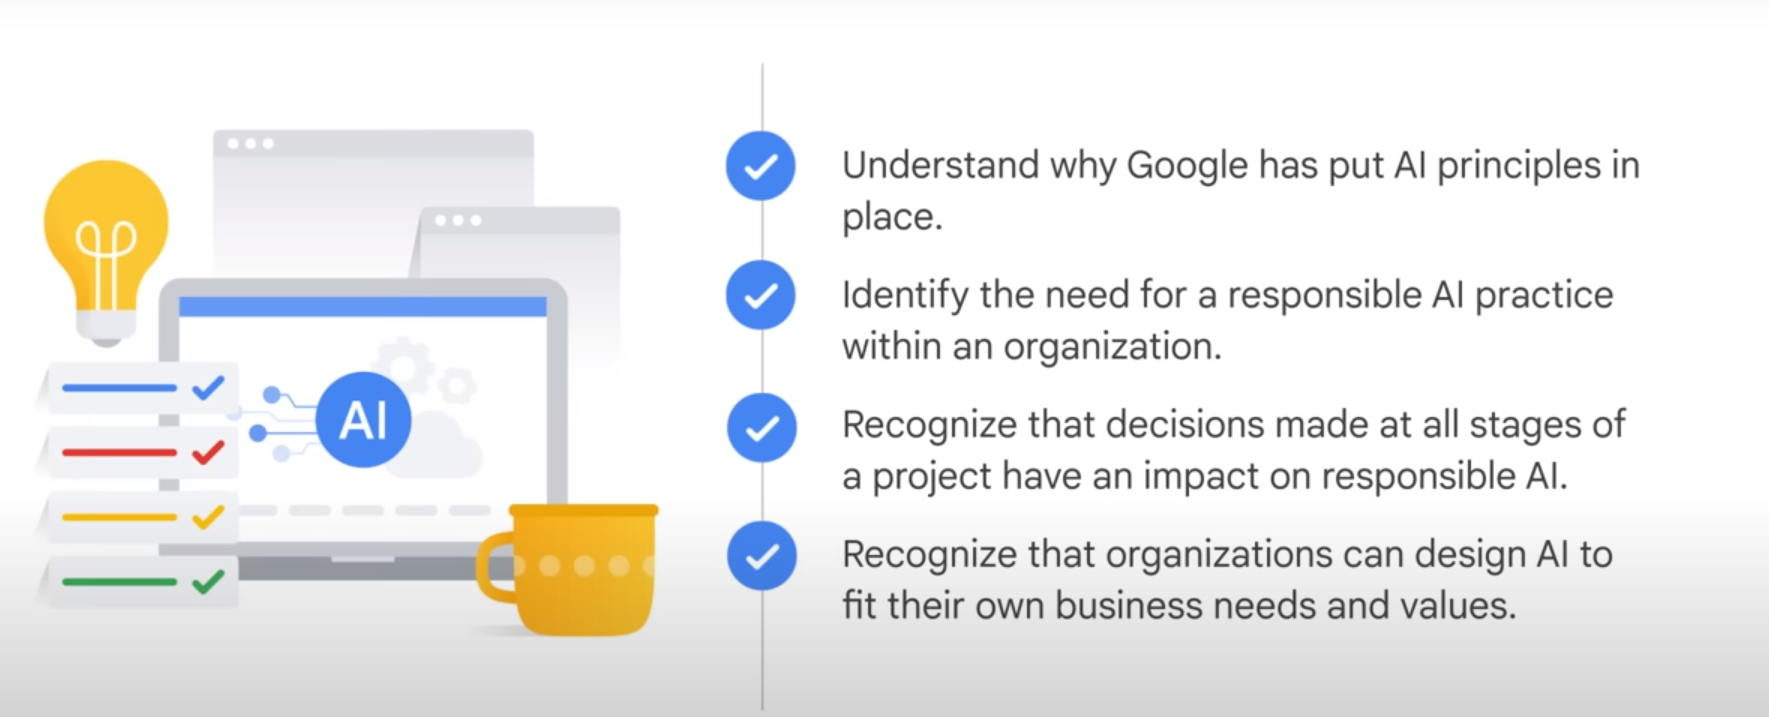 AI
Understand why Google has put AI principles in
place.
Identify the need for a responsible AI practice
within an organization.
Recognize that decisions made at all stages of
a project have an impact on responsible AI.
Recognize that organizations can design AI to
fit their own business needs and values.